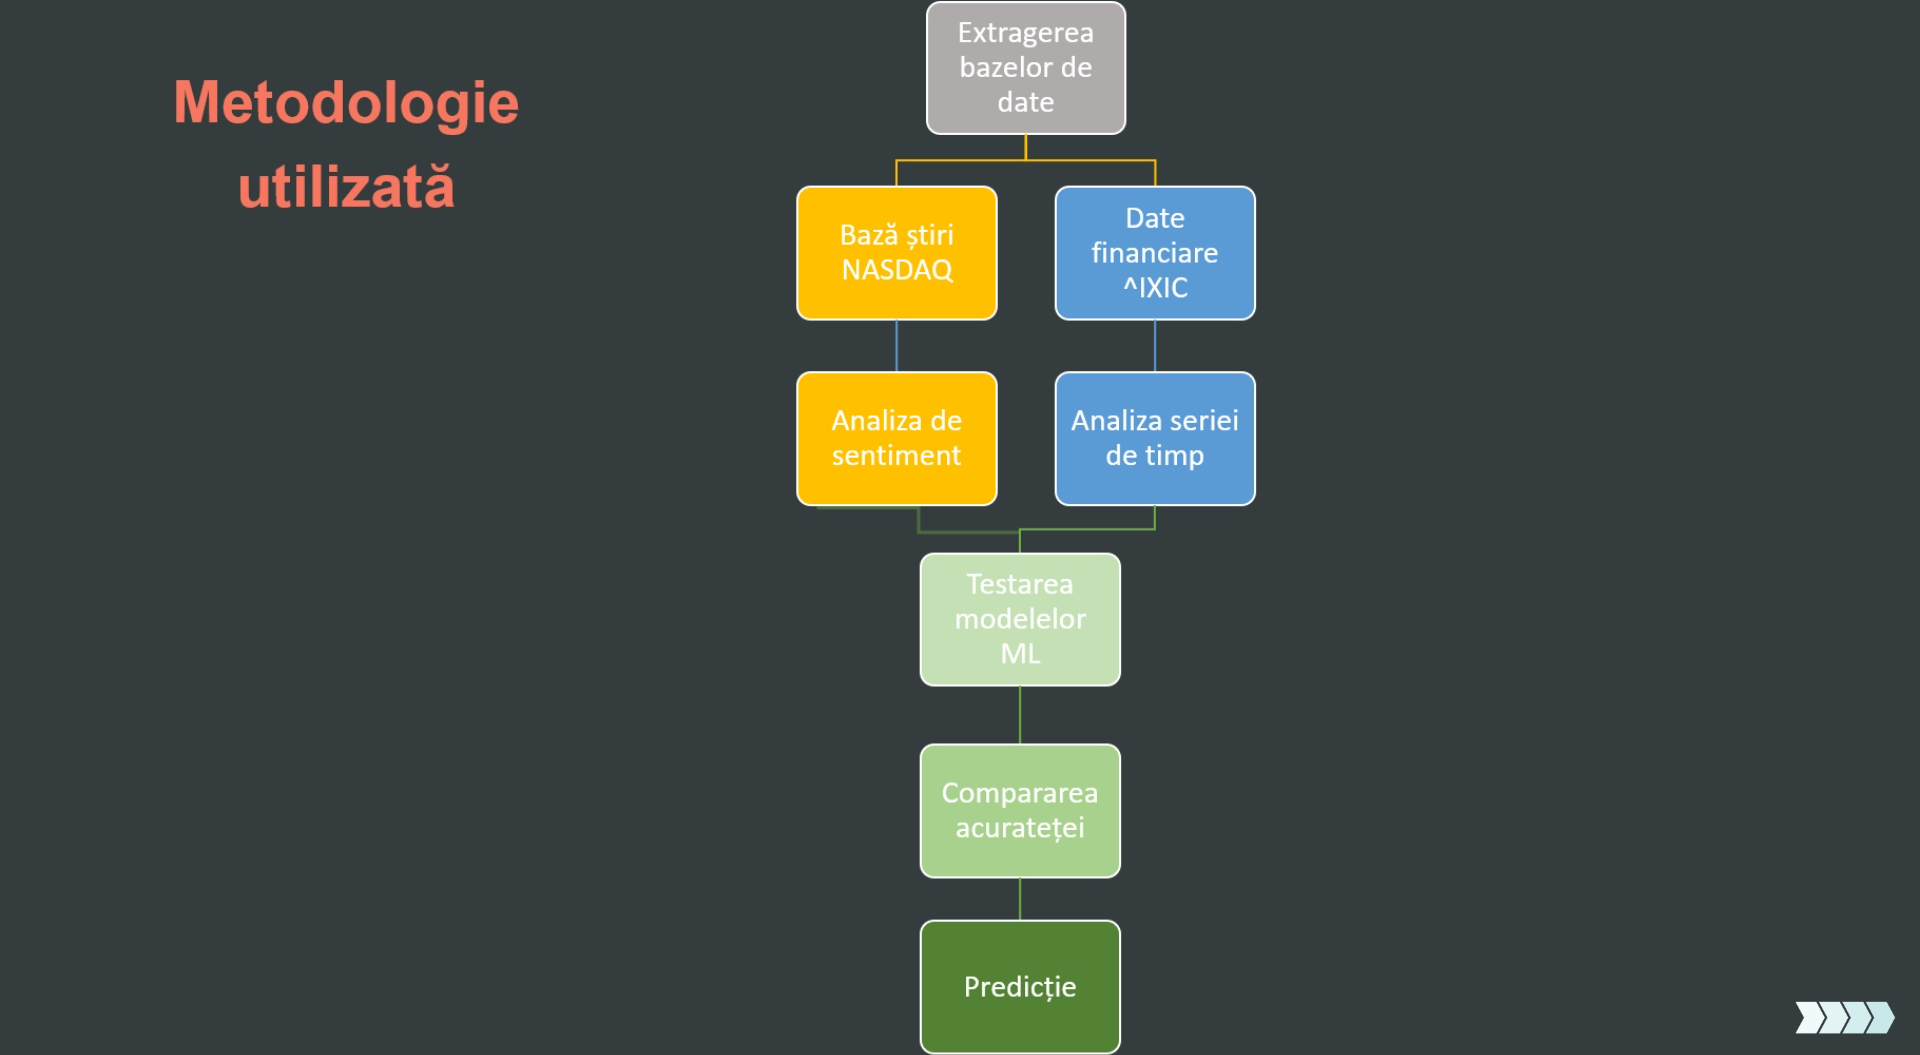 Metodologie
utilizată
Extragerea
bazelor de
date
Bază știri
NASDAQ
Date
financiare
^IXIC
Analiza de
sentiment
Analiza seriei
de timp
Testarea
modelelor
ML
Compararea
acurateței
Predicție